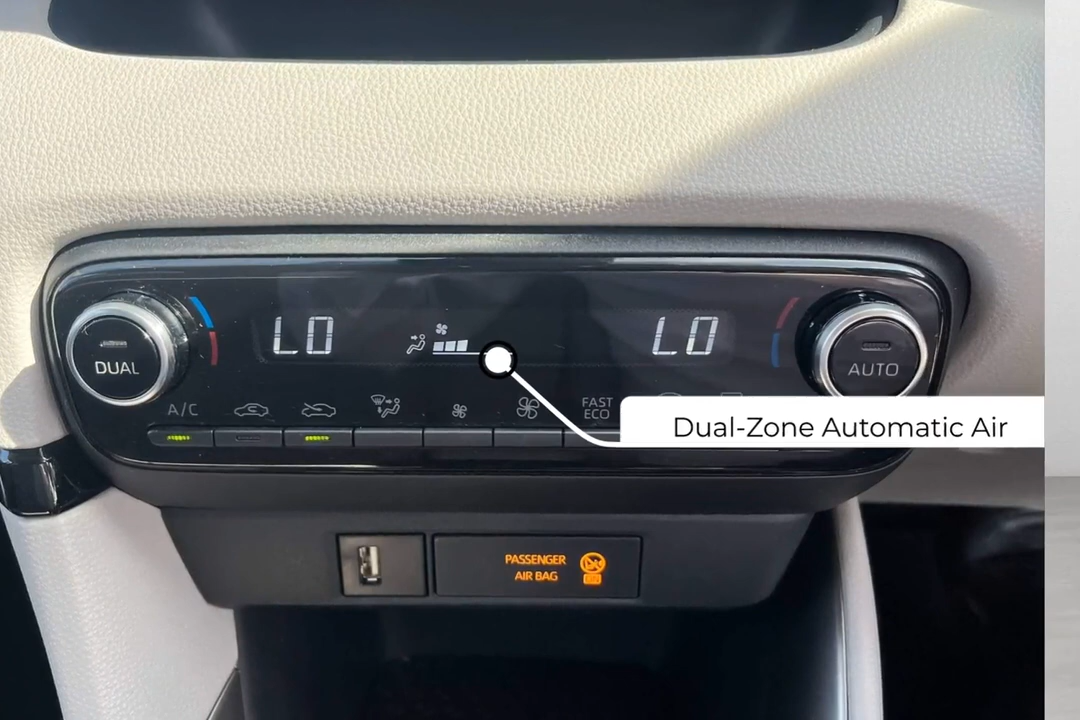 LO
LO
DUAL
AUTO
A/C
FAST
ECO
Dual-Zone Automatic Air
PASSENGER
AIR BAG